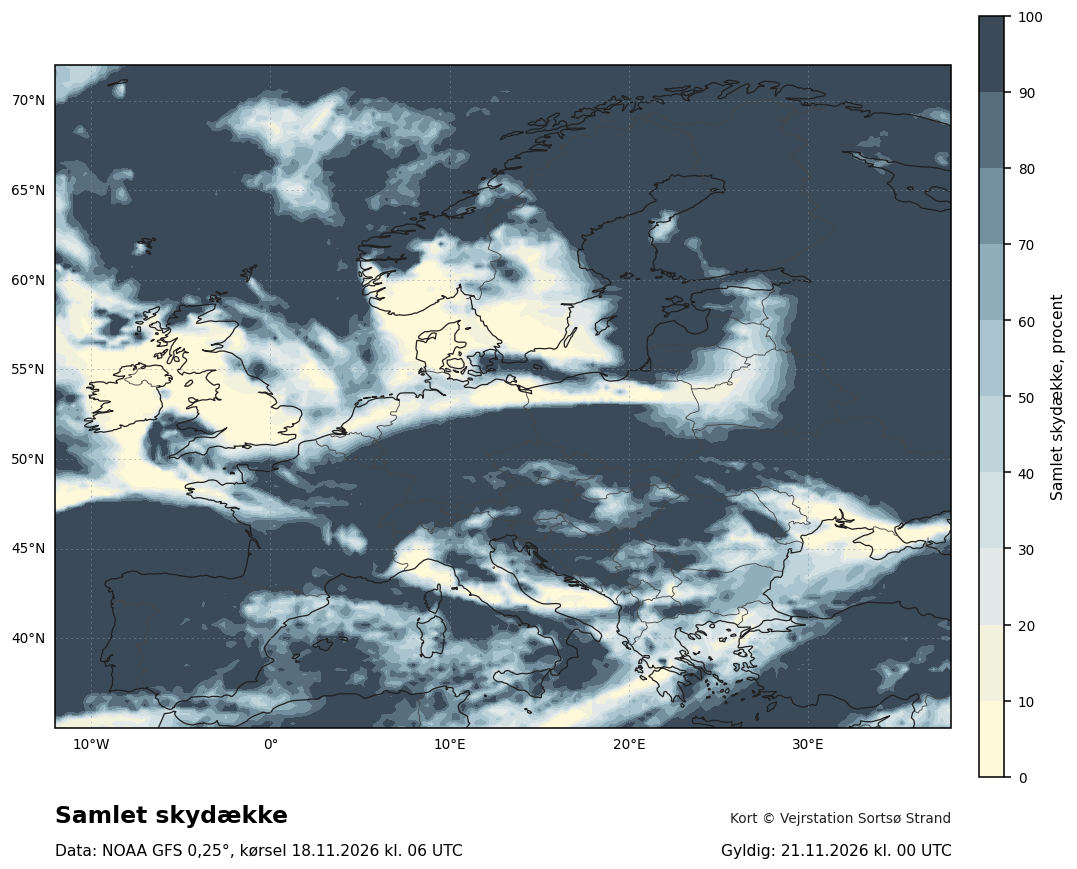 100
90
80
70
60
50
40
30
20
10
0
Samlet skydække, procent
70°N
65°N
60°N
55°N
50°N
45°N
40°N
10°W
0°
10°E
20°E
30°E
Samlet skydække
Kort © Vejrstation Sortsø Strand
Data: NOAA GFS 0,25°, kørsel 18.11.2026 kl. 06 UTC
Gyldig: 21.11.2026 kl. 00 UTC